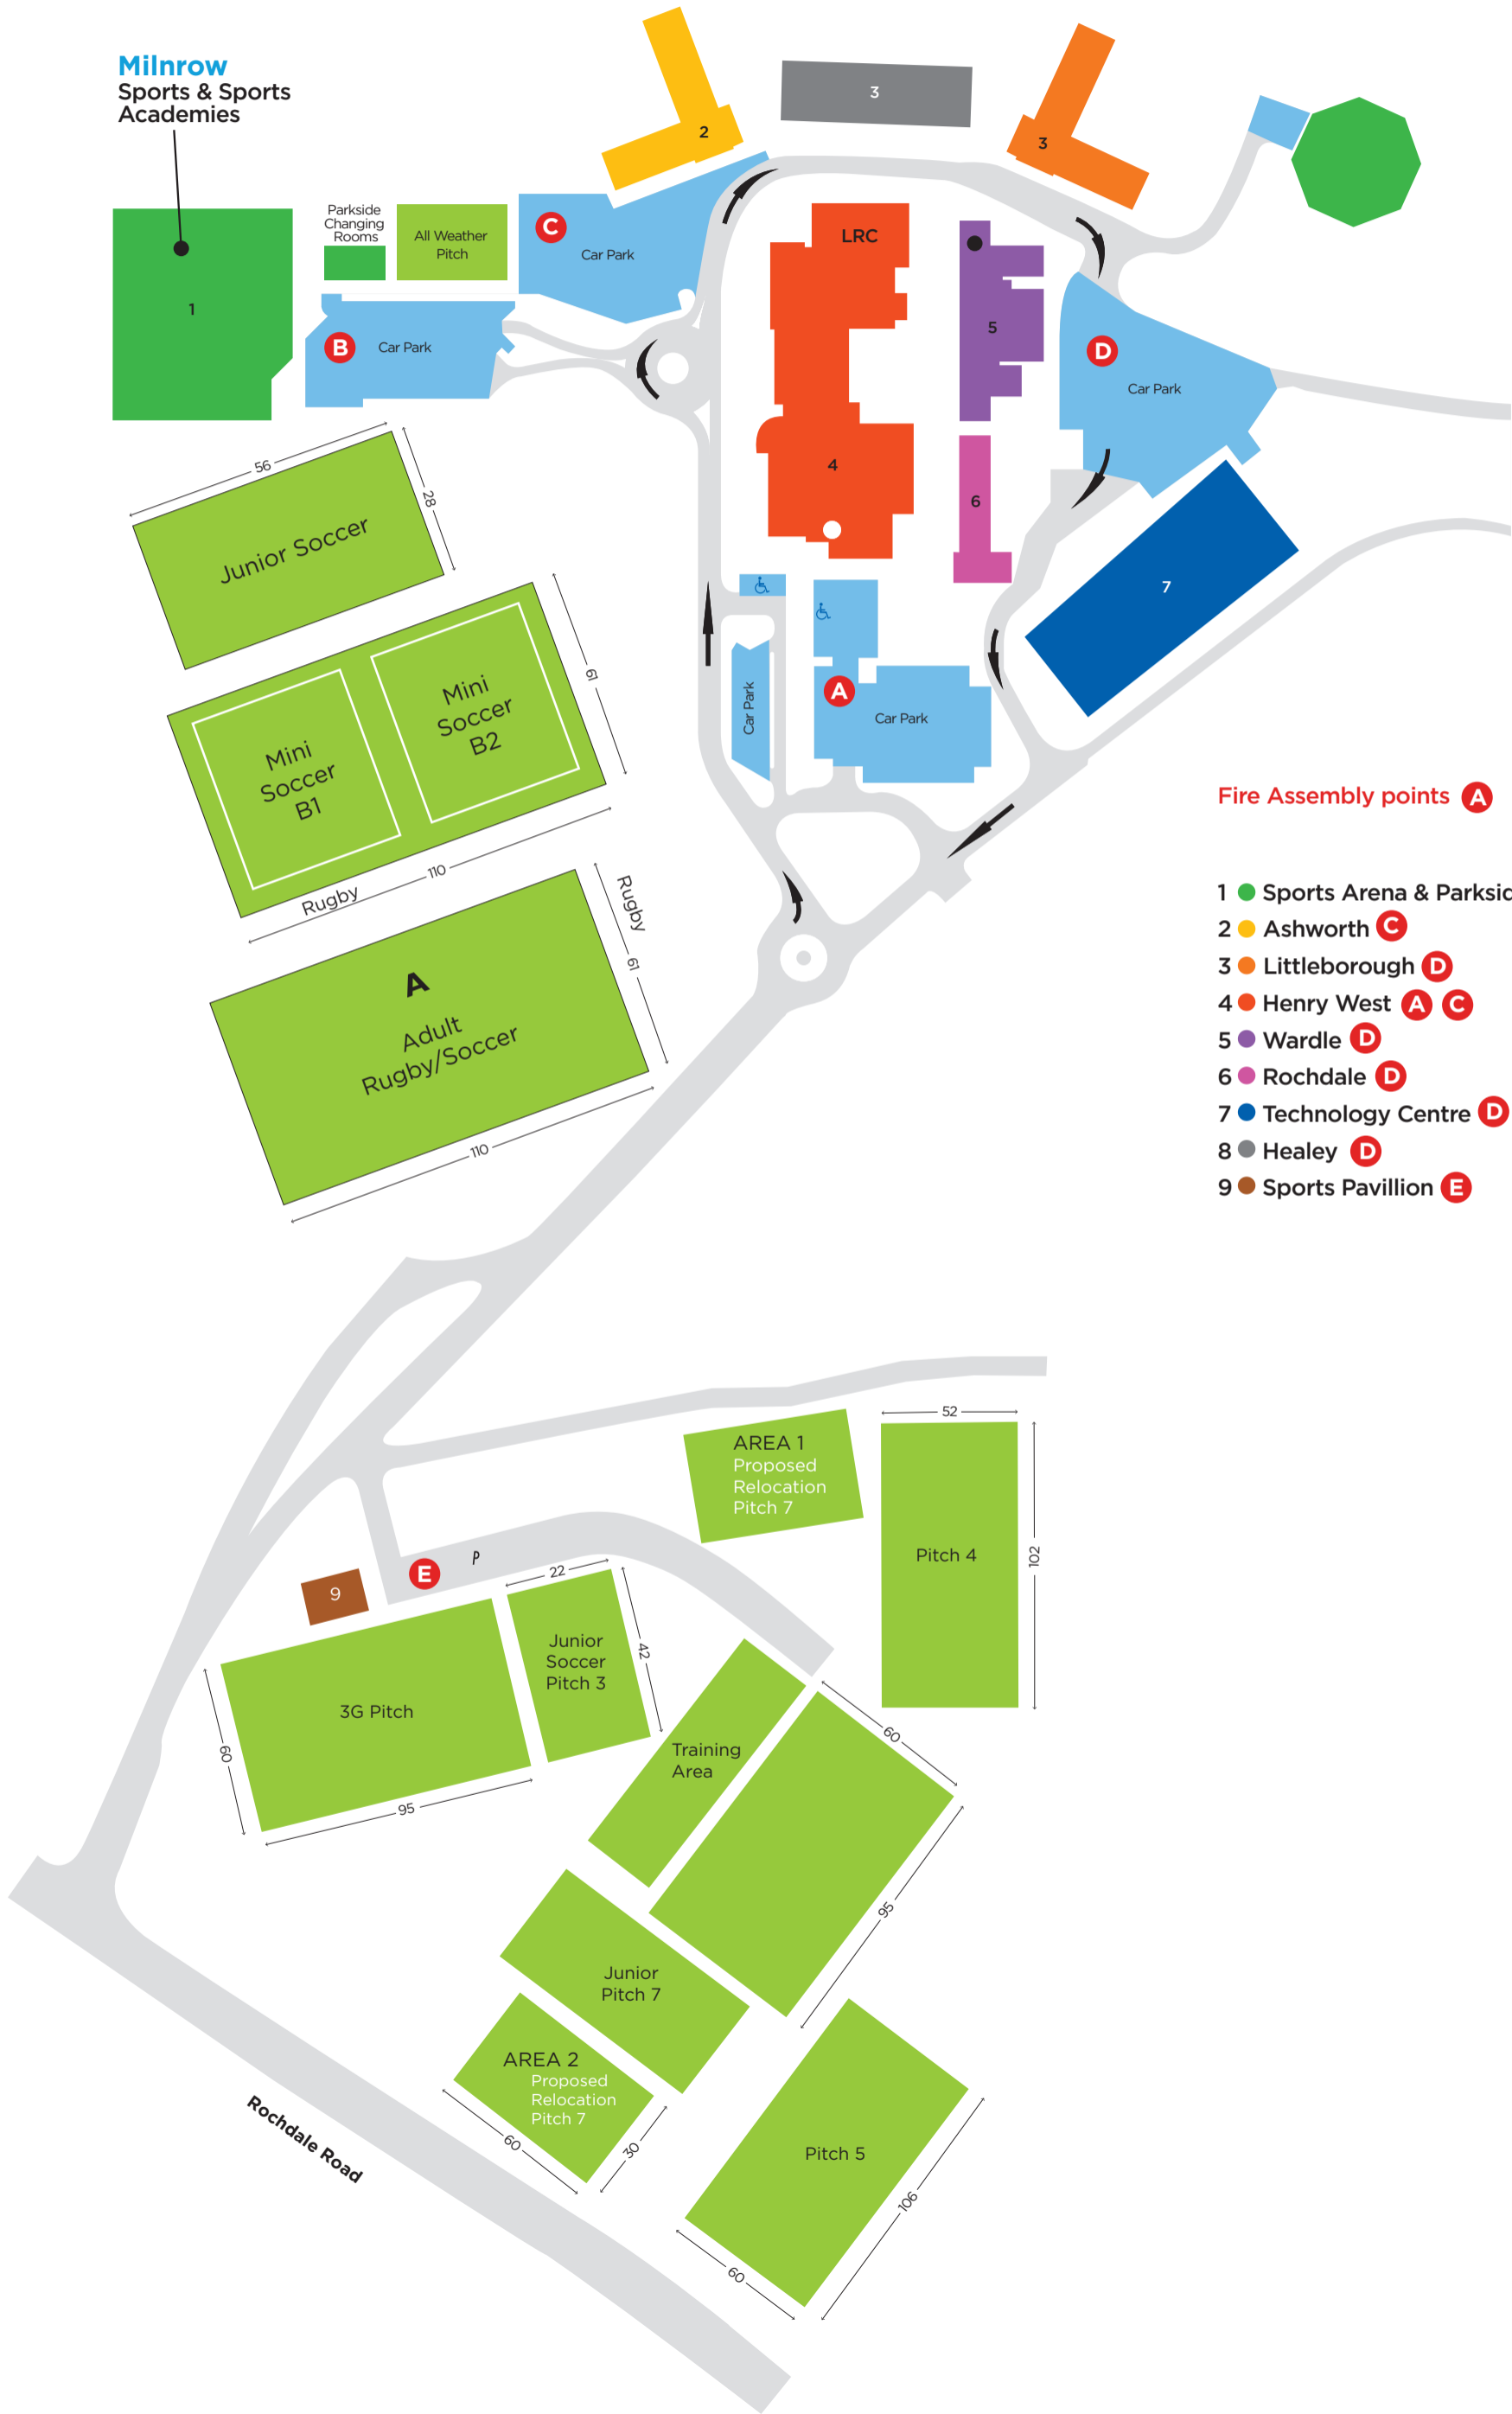 Milnrow
Sports & Sports
Academies
2
3
3
1
Parkside
Changing
Rooms
All Weather
Pitch
C
Car Park
B
Car Park
LRC
4
5
6
D
Car Park
7
56
28
Junior Soccer
Mini
Soccer
B1
Mini
Soccer
B2
61
110
Rugby
Rugby
61
A
Adult
Rugby/Soccer
110
Car Park
A
Car Park
Fire Assembly points A
1 Sports Arena & Parksid
2 Ashworth C
3 Littleborough D
4 Henry West A C
5 Wardle D
6 Rochdale D
7 Technology Centre D
8 Healey D
9 Sports Pavillion E
AREA 1
Proposed
Relocation
Pitch 7
52
Pitch 4
102
9
E
P
22
Junior
Soccer
Pitch 3
42
3G Pitch
60
95
Training
Area
60
95
Junior
Pitch 7
AREA 2
Proposed
Relocation
Pitch 7
60
30
Pitch 5
60
106
Rochdale Road